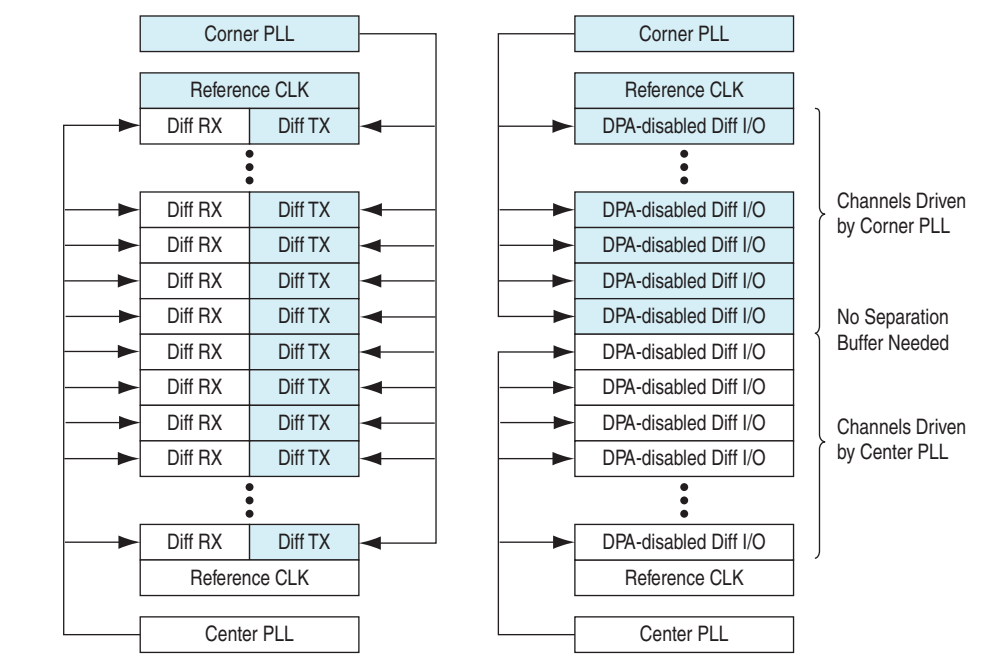 Corner PLL
Reference CLK
Diff RX Diff TX
Diff RX Diff TX
Diff RX Diff TX
Diff RX Diff TX
Diff RX Diff TX
Diff RX Diff TX
Diff RX Diff TX
Diff RX Diff TX
Diff RX Diff TX
Diff RX Diff TX
Reference CLK
Center PLL
Corner PLL
Reference CLK
DPA-disabled Diff I/O
DPA-disabled Diff I/O
DPA-disabled Diff I/O
DPA-disabled Diff I/O
DPA-disabled Diff I/O
DPA-disabled Diff I/O
DPA-disabled Diff I/O
DPA-disabled Diff I/O
DPA-disabled Diff I/O
DPA-disabled Diff I/O
Reference CLK
Center PLL
Channels Driven
by Corner PLL
No Separation
Buffer Needed
Channels Driven
by Center PLL